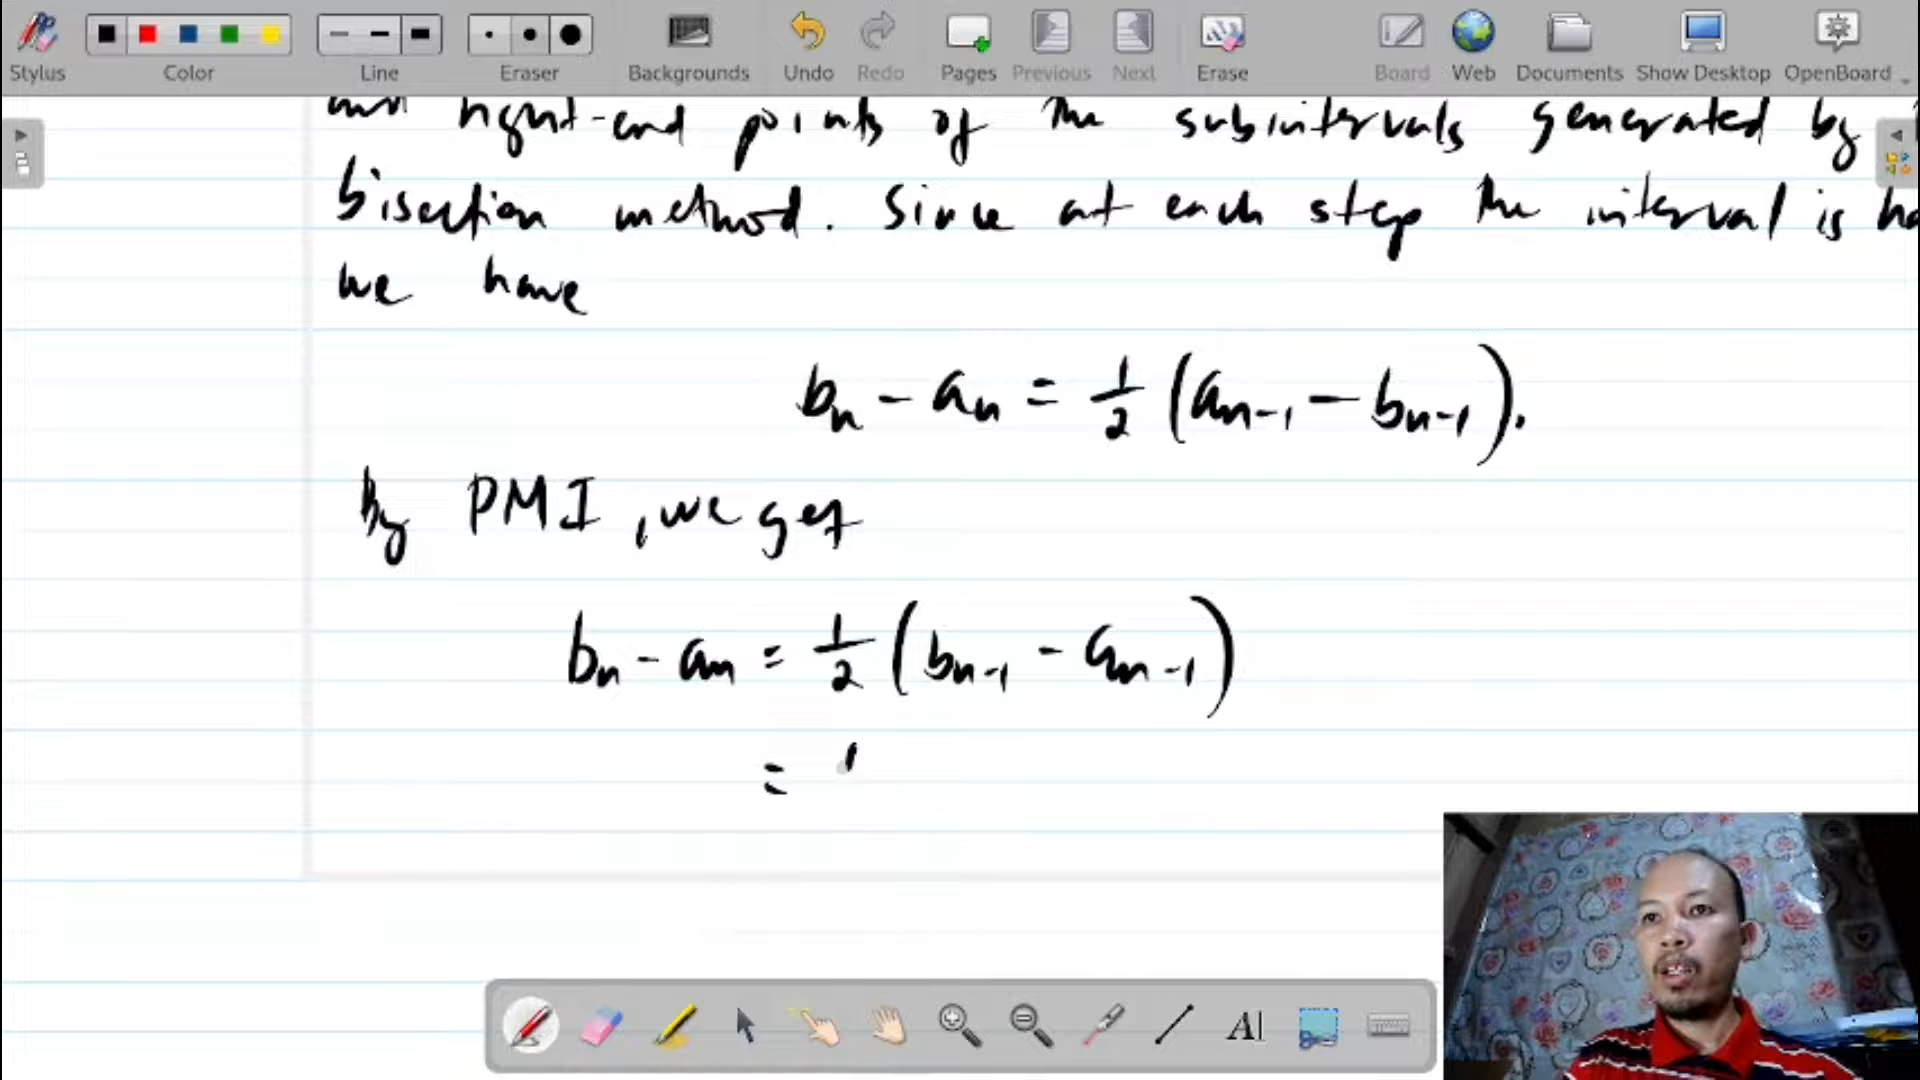 Stylus Color Line Eraser Backgrounds Undo Redo Pages Previous Next Erase Board Web Documents Show Desktop OpenBoard
and right-end points of the subintervals generated by
bisection method. Since at each step the interval is ha
we have
bₙ - aₙ = 1/2 (aₙ₋₁ - bₙ₋₁).
By PMI, we get
bₙ - aₙ = 1/2 (bₙ₋₁ - aₙ₋₁)
= 1
AI